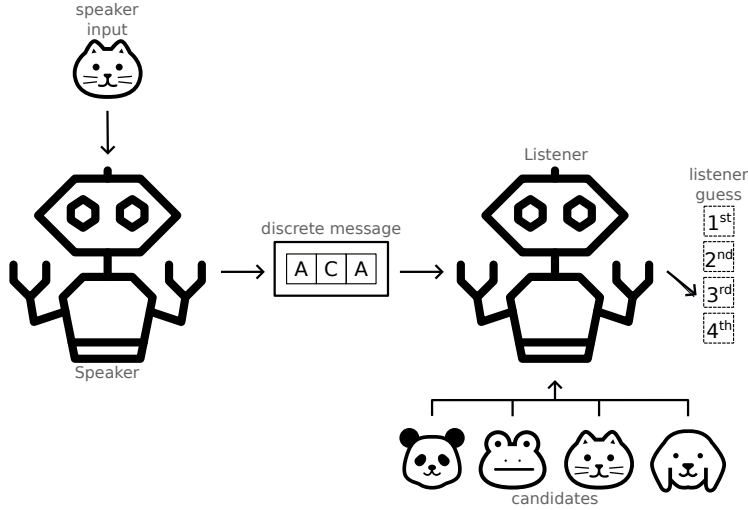 speaker
input
Listener
listener
guess
1st
2nd
3rd
4th
discrete message
A C A
Speaker
candidates